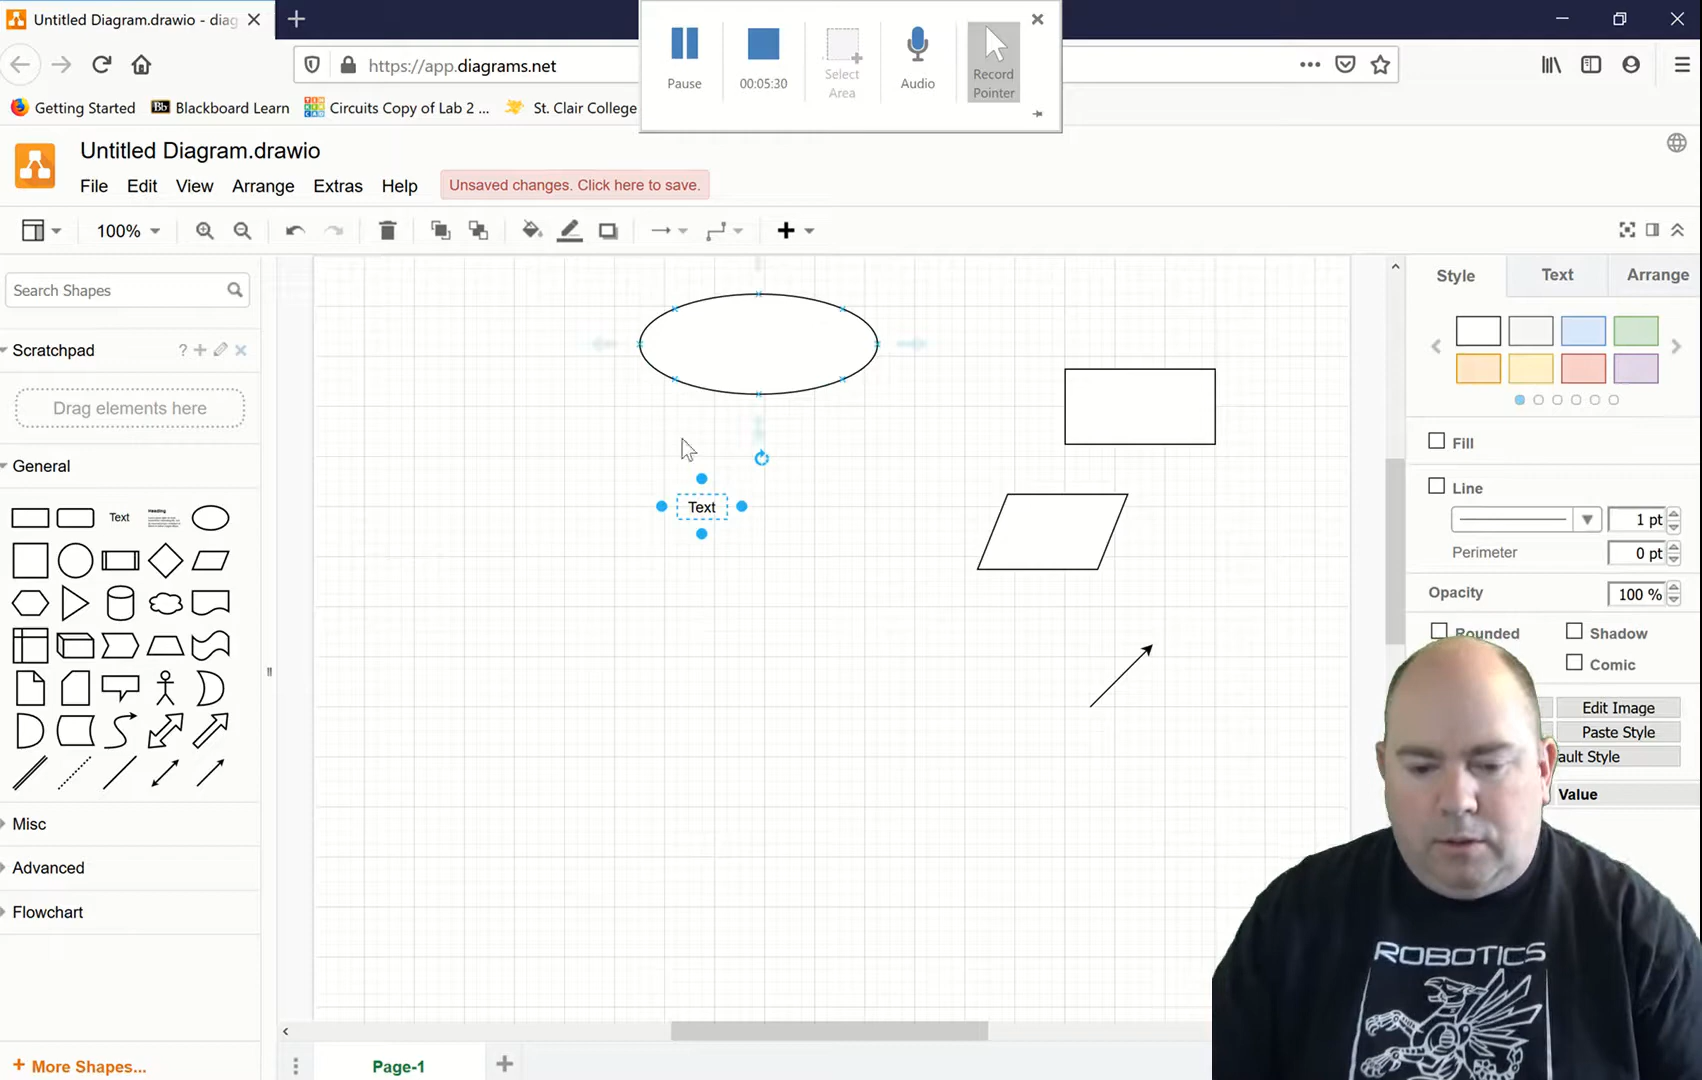 Untitled Diagram.drawio - diag
Pause
00:05:30
Select Area
Audio
Record Pointer
https://app.diagrams.net
Getting Started
Bb Blackboard Learn
Circuits Copy of Lab 2 ...
St. Clair College
Untitled Diagram.drawio
File Edit View Arrange Extras Help
Unsaved changes. Click here to save.
100%
Search Shapes
Scratchpad
?
Drag elements here
General
Text
Heading
Misc
Advanced
Flowchart
+ More Shapes...
Text
Page-1
Style Text Arrange
Fill
Line
1 pt
Perimeter 0 pt
Opacity 100 %
Rounded Shadow
Comic
Edit Image
Paste Style
ault Style
Value
ROBOTICS